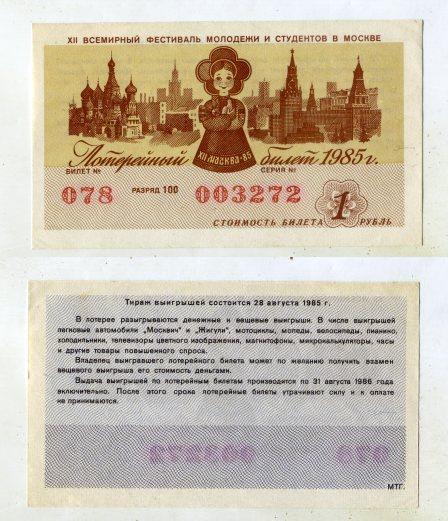 XII ВСЕМИРНЫЙ ФЕСТИВАЛЬ МОЛОДЕЖИ И СТУДЕНТОВ В МОСКВЕ
XII МОСКВА-85
Лотерейный билет 1985 г.
БИЛЕТ № СЕРИЯ №
078 РАЗРЯД 100 003272
СТОИМОСТЬ БИЛЕТА 1 РУБЛЬ
Тираж выигрышей состоится 28 августа 1985 г.
В лотерее разыгрываются денежные и вещевые выигрыши. В числе выигрышей
легковые автомобили „Москвич" и „Жигули", мотоциклы, мопеды, велосипеды, пианино,
холодильники, телевизоры цветного изображения, магнитофоны, микрокалькуляторы, часы
и другие товары повышенного спроса.
Владелец выигравшего лотерейного билета может по желанию получить взамен
вещевого выигрыша его стоимость деньгами.
Выдача выигрышей по лотерейным билетам производится по 31 августа 1986 года
включительно. После этого срока лотерейные билеты утрачивают силу и к оплате
не принимаются.
003272 078
МТГ.